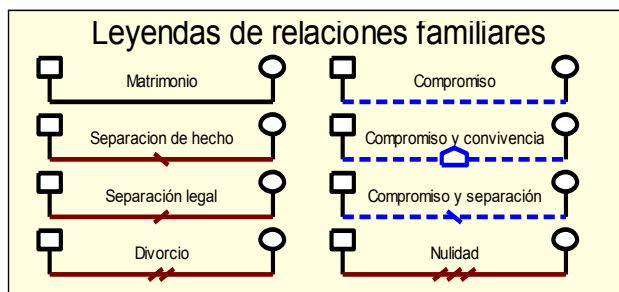 Leyendas de relaciones familiares
Matrimonio
Compromiso
Separacion de hecho
Compromiso y convivencia
Separación legal
Compromiso y separación
Divorcio
Nulidad